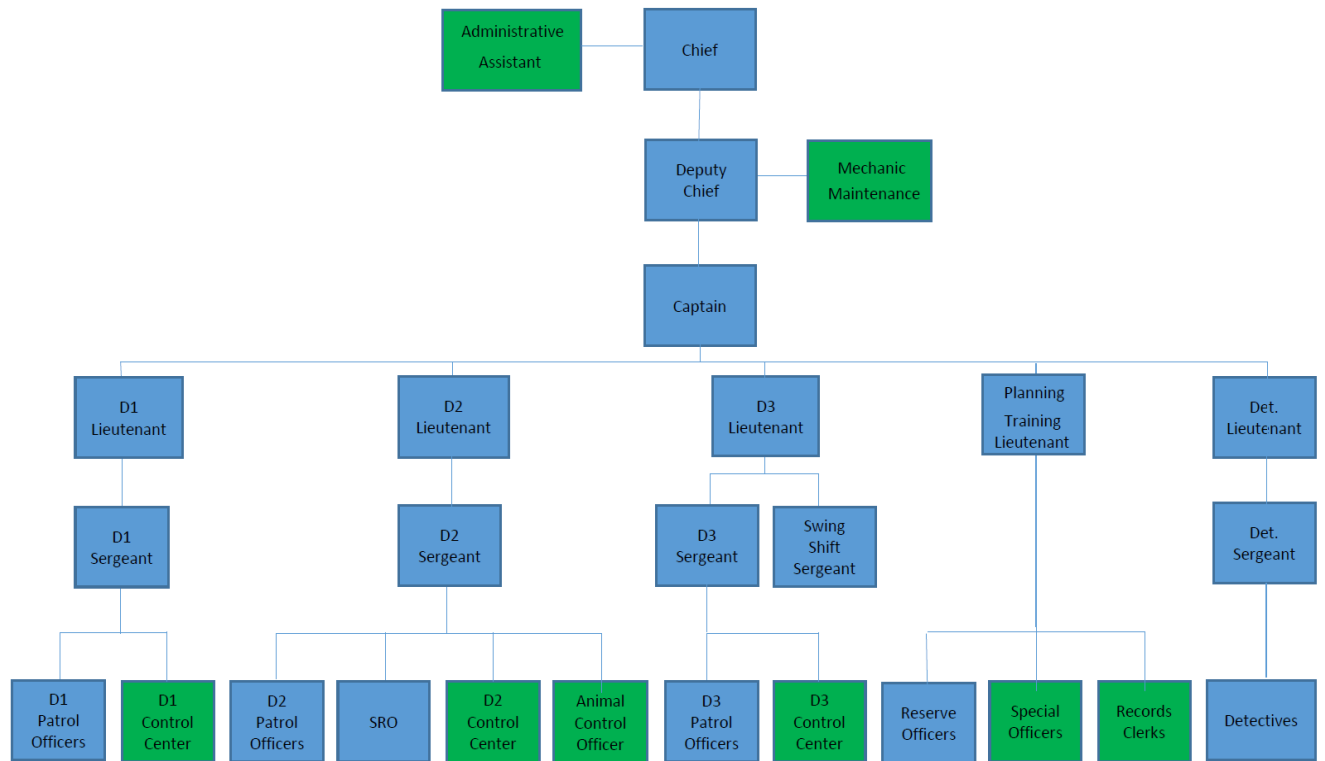 Administrative
Assistant
Chief
Deputy
Chief
Mechanic
Maintenance
Captain
D1
Lieutenant
D2
Lieutenant
D3
Lieutenant
Planning
Training
Lieutenant
Det.
Lieutenant
D1
Sergeant
D2
Sergeant
D3
Sergeant
Swing
Shift
Sergeant
Det.
Sergeant
D1
Patrol
Officers
D1
Control
Center
D2
Patrol
Officers
SRO
D2
Control
Center
Animal
Control
Officer
D3
Patrol
Officers
D3
Control
Center
Reserve
Officers
Special
Officers
Records
Clerks
Detectives